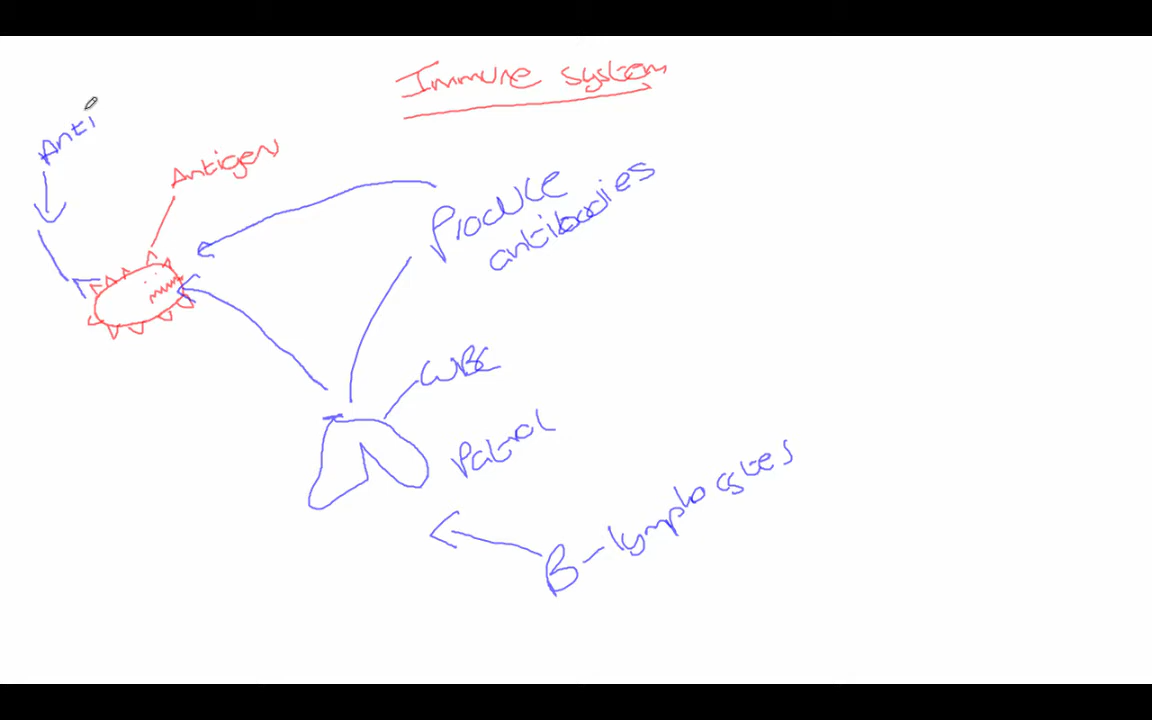 Immune system
Anti
Antigen
Produce
antibodies
WBC
Patrol
B-lymphocytes